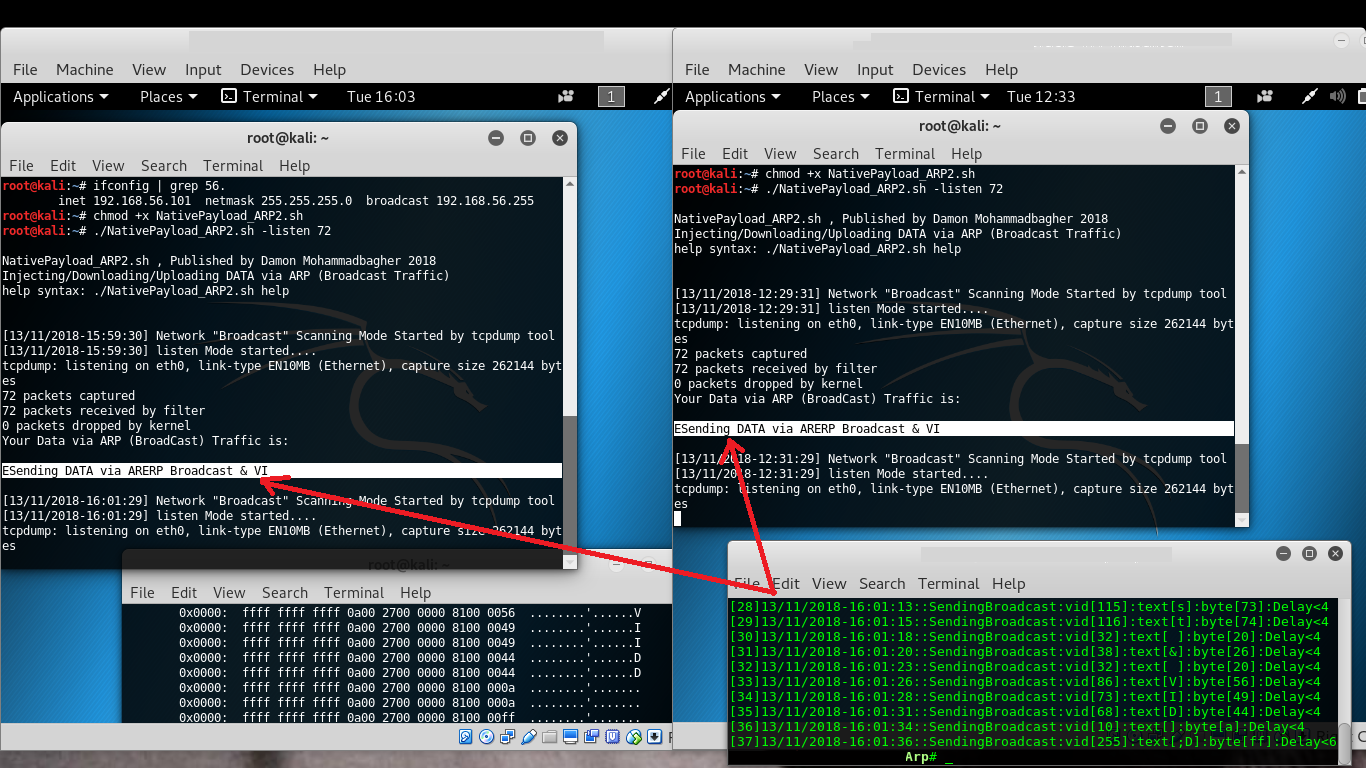 File Machine View Input Devices Help
Applications Places Terminal Tue 16:03 1
root@kali: ~
File Edit View Search Terminal Help
root@kali:~# ifconfig | grep 56.
inet 192.168.56.101 netmask 255.255.255.0 broadcast 192.168.56.255
root@kali:~# chmod +x NativePayload_ARP2.sh
root@kali:~# ./NativePayload_ARP2.sh -listen 72
NativePayload_ARP2.sh , Published by Damon Mohammadbagher 2018
Injecting/Downloading/Uploading DATA via ARP (Broadcast Traffic)
help syntax: ./NativePayload_ARP2.sh help
[13/11/2018-15:59:30] Network "Broadcast" Scanning Mode Started by tcpdump tool
[13/11/2018-15:59:30] listen Mode started....
tcpdump: listening on eth0, link-type EN10MB (Ethernet), capture size 262144 byt
es
72 packets captured
72 packets received by filter
0 packets dropped by kernel
Your Data via ARP (BroadCast) Traffic is:
ESending DATA via ARERP Broadcast & VI
[13/11/2018-16:01:29] Network "Broadcast" Scanning Mode Started by tcpdump tool
[13/11/2018-16:01:29] listen Mode started....
tcpdump: listening on eth0, link-type EN10MB (Ethernet), capture size 262144 byt
es
root@kali: ~
File Edit View Search Terminal Help
0x0000: ffff ffff ffff 0a00 2700 0000 8100 0056 ........'......V
0x0000: ffff ffff ffff 0a00 2700 0000 8100 0049 ........'......I
0x0000: ffff ffff ffff 0a00 2700 0000 8100 0049 ........'......I
0x0000: ffff ffff ffff 0a00 2700 0000 8100 0044 ........'......D
0x0000: ffff ffff ffff 0a00 2700 0000 8100 0044 ........'......D
0x0000: ffff ffff ffff 0a00 2700 0000 8100 000a ........'.......
0x0000: ffff ffff ffff 0a00 2700 0000 8100 000a ........'.......
0x0000: ffff ffff ffff 0a00 2700 0000 8100 00ff ........'.......
File Machine View Input Devices Help
Applications Places Terminal Tue 12:33 1
root@kali: ~
File Edit View Search Terminal Help
root@kali:~# chmod +x NativePayload_ARP2.sh
root@kali:~# ./NativePayload_ARP2.sh -listen 72
NativePayload_ARP2.sh , Published by Damon Mohammadbagher 2018
Injecting/Downloading/Uploading DATA via ARP (Broadcast Traffic)
help syntax: ./NativePayload_ARP2.sh help
[13/11/2018-12:29:31] Network "Broadcast" Scanning Mode Started by tcpdump tool
[13/11/2018-12:29:31] listen Mode started....
tcpdump: listening on eth0, link-type EN10MB (Ethernet), capture size 262144 byt
es
72 packets captured
72 packets received by filter
0 packets dropped by kernel
Your Data via ARP (BroadCast) Traffic is:
ESending DATA via ARERP Broadcast & VI
[13/11/2018-12:31:29] Network "Broadcast" Scanning Mode Started by tcpdump tool
[13/11/2018-12:31:29] listen Mode started....
tcpdump: listening on eth0, link-type EN10MB (Ethernet), capture size 262144 byt
es
File Edit View Search Terminal Help
[28]13/11/2018-16:01:13::SendingBroadcast:vid[115]:text[s]:byte[73]:Delay<4
[29]13/11/2018-16:01:15::SendingBroadcast:vid[116]:text[t]:byte[74]:Delay<4
[30]13/11/2018-16:01:18::SendingBroadcast:vid[32]:text[ ]:byte[20]:Delay<4
[31]13/11/2018-16:01:20::SendingBroadcast:vid[38]:text[&]:byte[26]:Delay<4
[32]13/11/2018-16:01:23::SendingBroadcast:vid[32]:text[ ]:byte[20]:Delay<4
[33]13/11/2018-16:01:26::SendingBroadcast:vid[86]:text[V]:byte[56]:Delay<4
[34]13/11/2018-16:01:28::SendingBroadcast:vid[73]:text[I]:byte[49]:Delay<4
[35]13/11/2018-16:01:31::SendingBroadcast:vid[68]:text[D]:byte[44]:Delay<4
[36]13/11/2018-16:01:34::SendingBroadcast:vid[10]:text[]:byte[a]:Delay<4
[37]13/11/2018-16:01:36::SendingBroadcast:vid[255]:text[;D]:byte[ff]:Delay<6
Arp# _